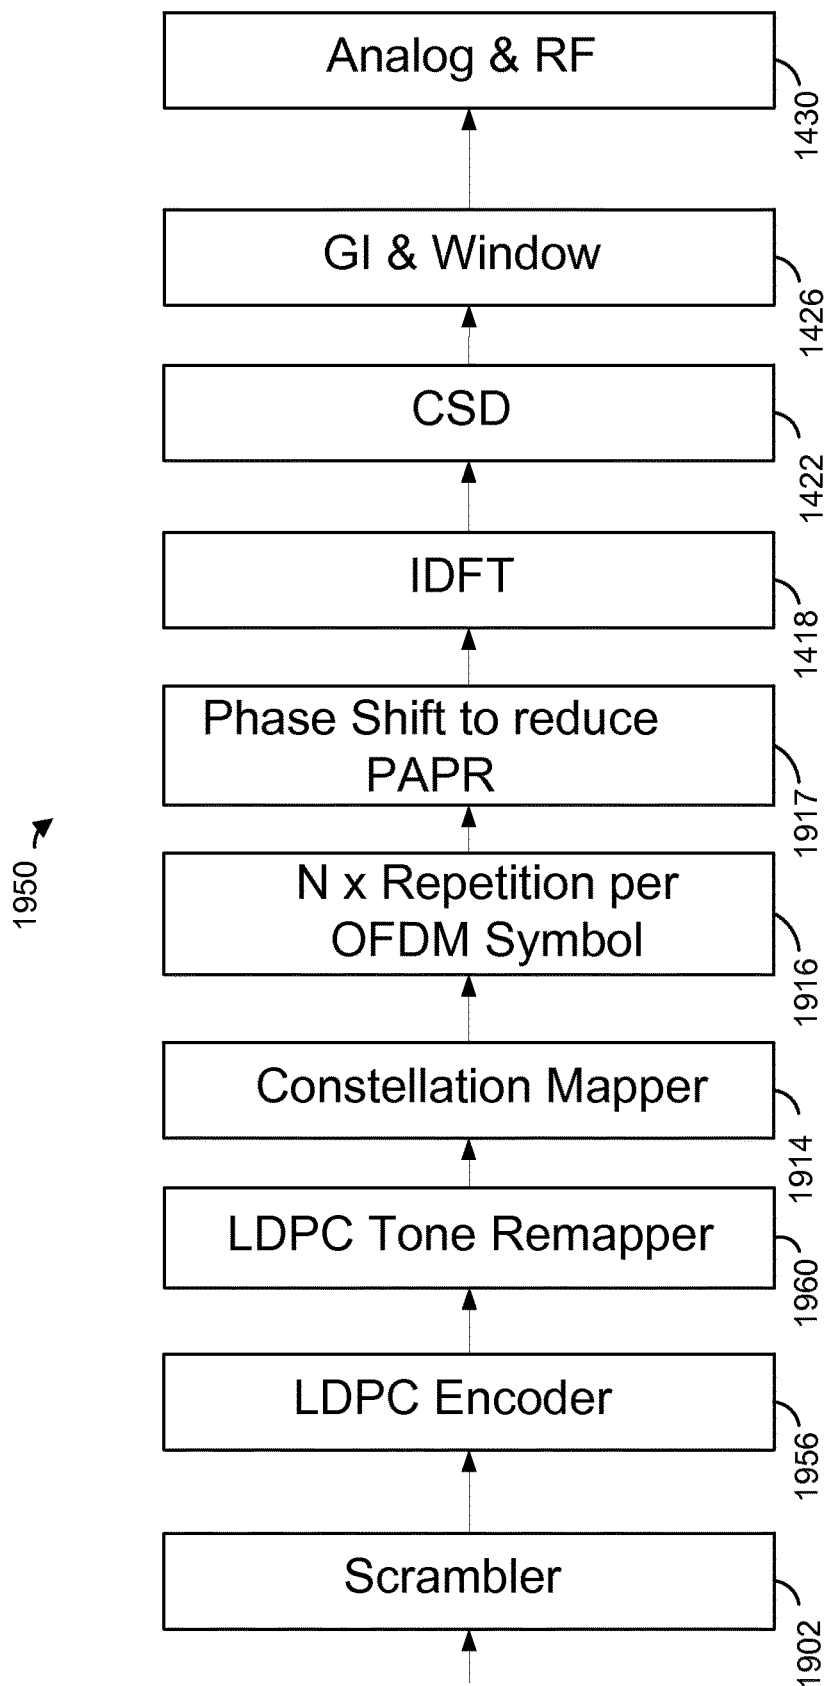 Analog & RF
1430
GI & Window
1426
CSD
1422
IDFT
1418
Phase Shift to reduce
PAPR
1917
1950
N x Repetition per
OFDM Symbol
1916
Constellation Mapper
1914
LDPC Tone Remapper
1960
LDPC Encoder
1956
Scrambler
1902